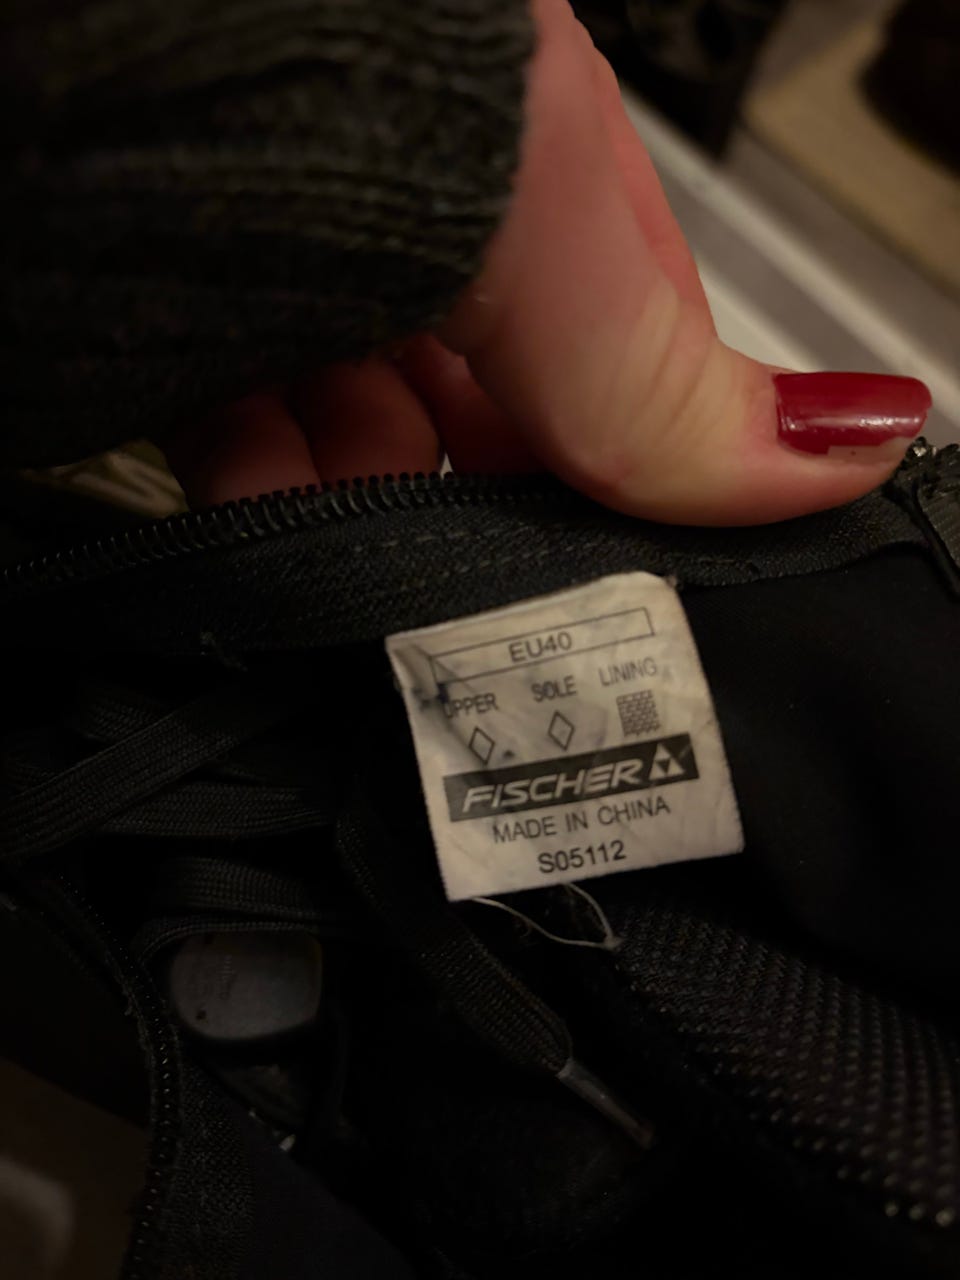 EU40
UPPER SOLE LINING
FISCHER
MADE IN CHINA
S05112